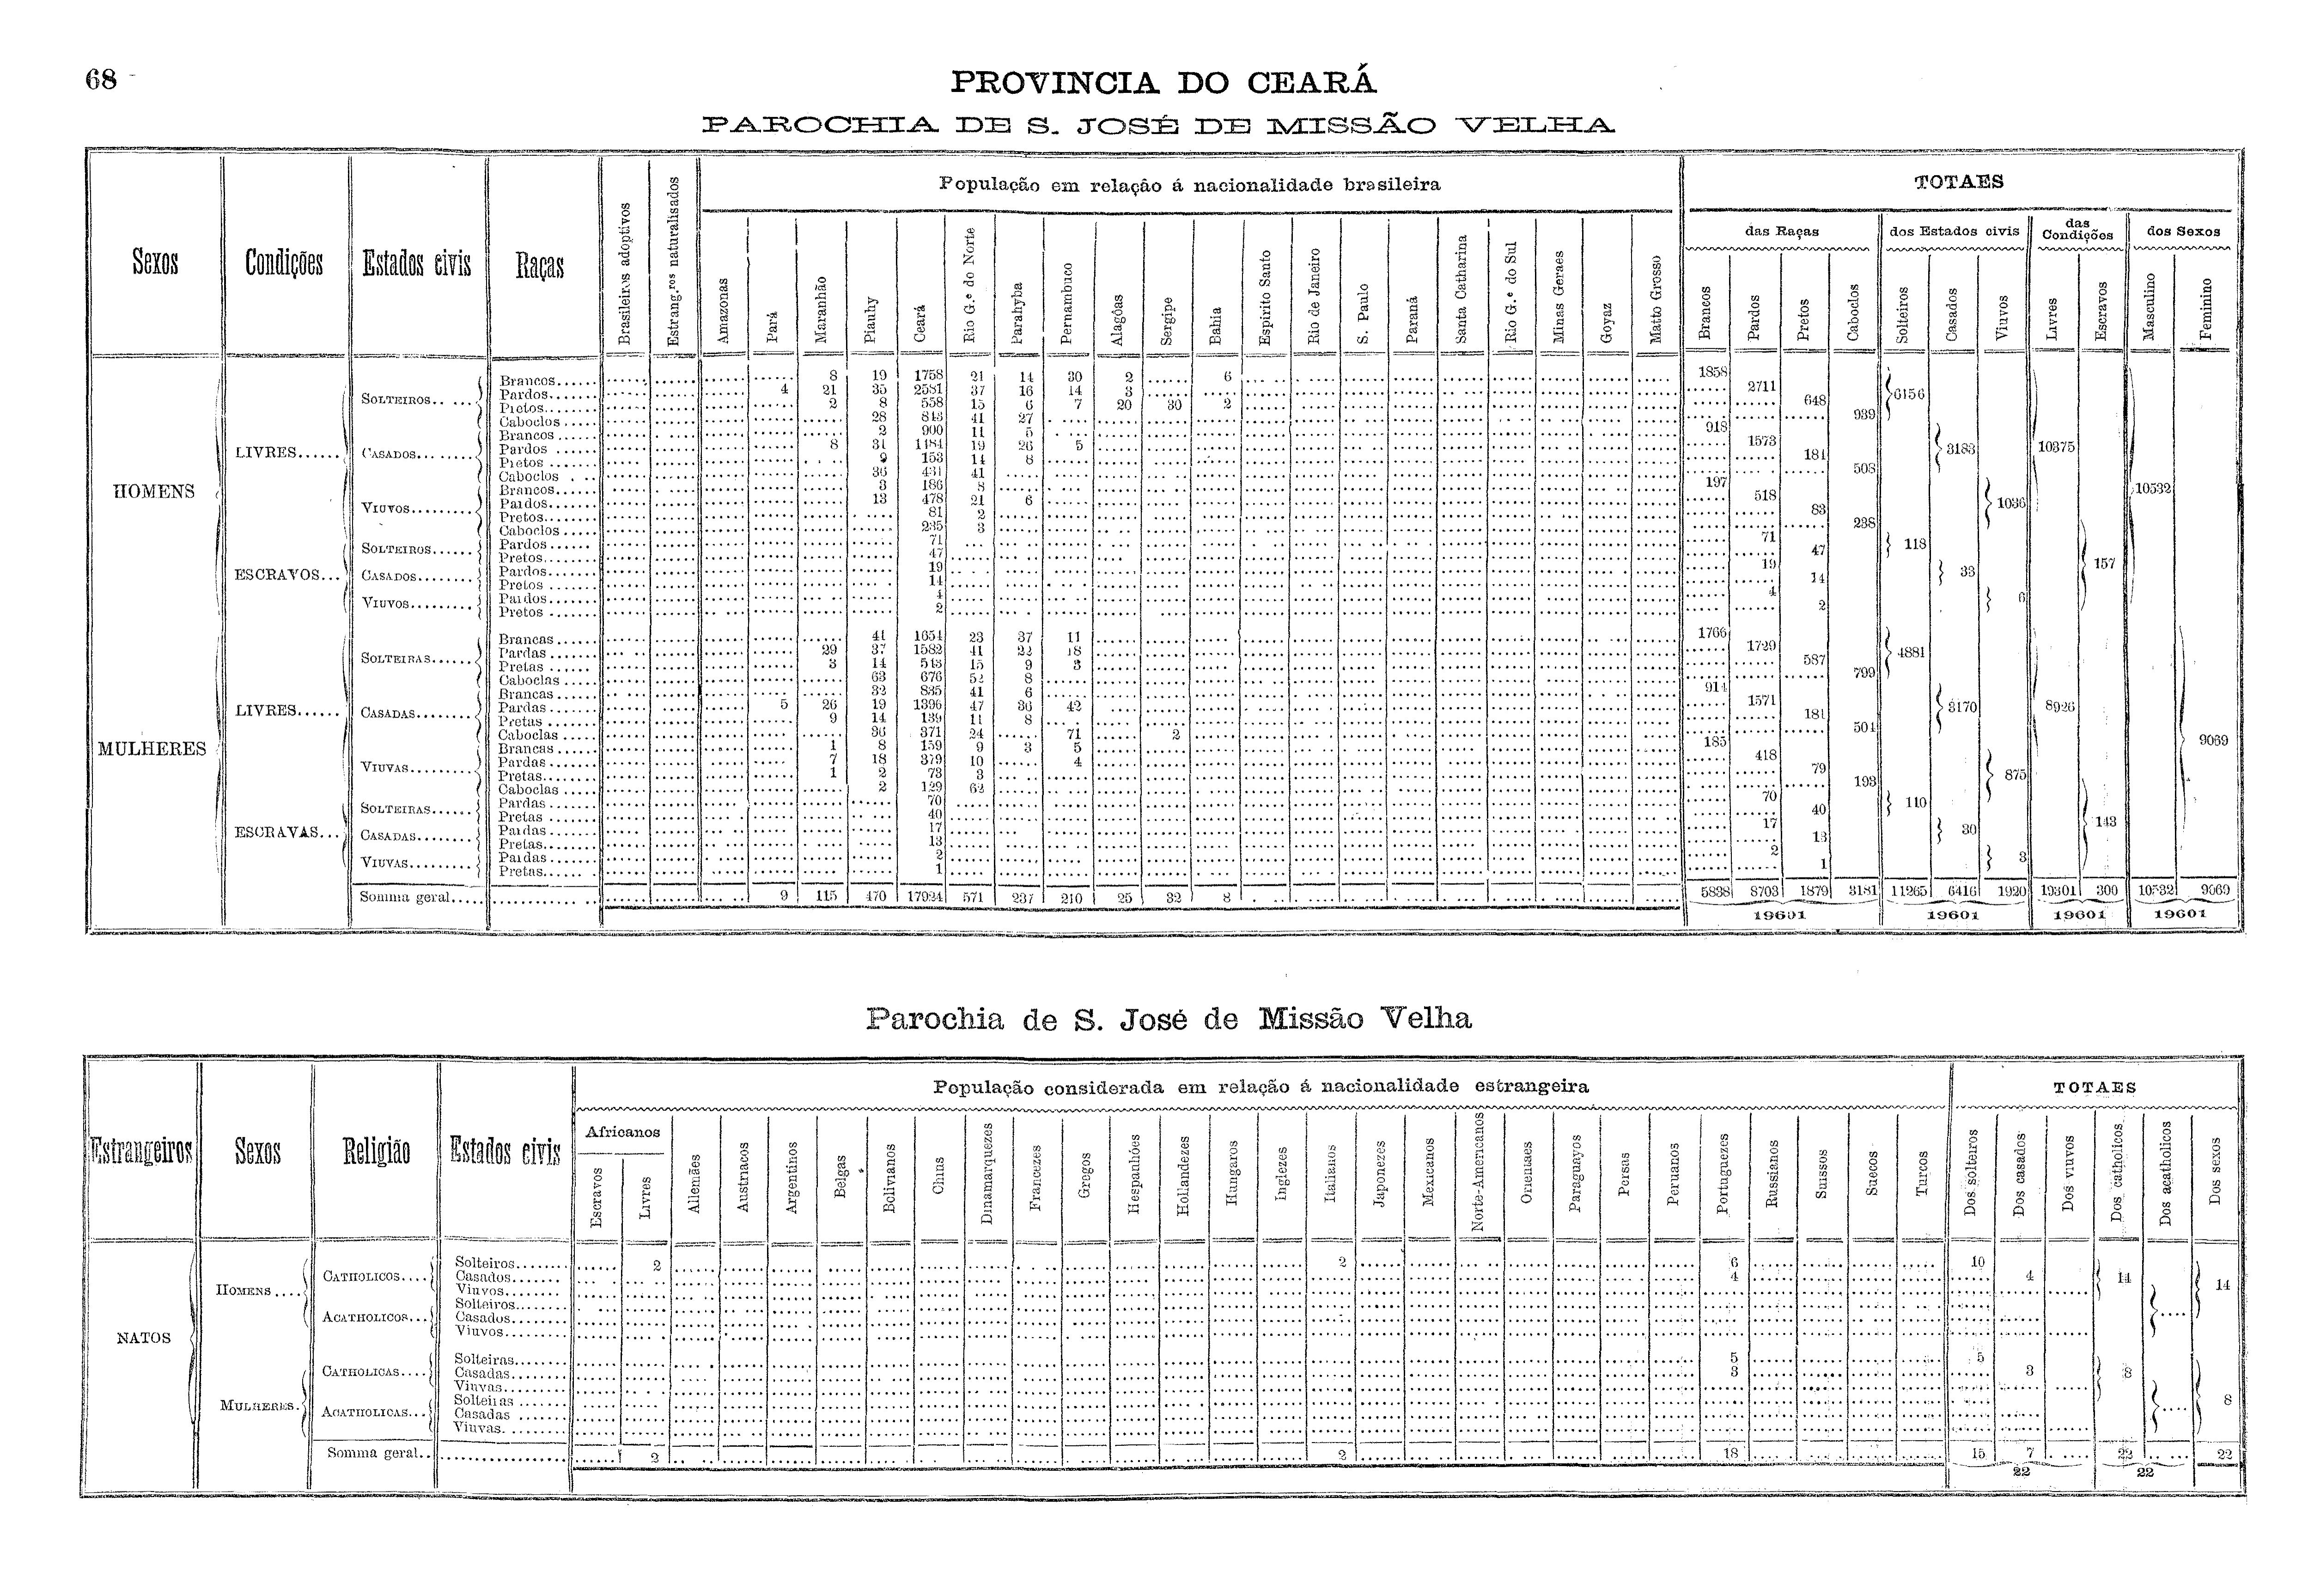 68
PROVINCIA DO CEARÁ
PAROCHIA DE S. JOSÉ DE MISSÃO VELHA
População em relação á nacionalidade brasileira
TOTAES
das Raças dos Estados civis das Condições dos Sexos
Sexos Condições Estados civis Raças Brasileiros adoptivos Estrang.ros naturalisados Amazonas Pará Maranhão Piauhy Ceará Rio G.e do Norte Parahyba Pernambuco Alagôas Sergipe Bahia Espirito Santo Rio de Janeiro S. Paulo Paraná Santa Catharina Rio G.e do Sul Minas Geraes Goyaz Matto Grosso Brancos Pardos Pretos Caboclos Solteiros Casados Viuvos Livres Escravos Masculino Feminino
HOMENS
LIVRES......
SOLTEIROS......
Brancos...... 8 19 1758 21 14 30 2 6 1858
Pardos...... 4 21 35 2581 37 16 14 3 2711
Pretos...... 2 8 558 15 6 7 20 30 2 648
Caboclos..... 28 843 41 27 939
6156
CASADOS.......
Brancos...... 2 900 11 5 918
Pardos...... 8 31 1484 19 26 5 1573
Pretos...... 9 153 14 8 184
Caboclos.... 36 431 41 508
3183
VIUVOS.........
Brancos...... 3 186 8 197
Pardos...... 13 478 21 6 518
Pretos...... 81 2 83
Caboclos..... 235 3 238
1036
10375
ESCRAVOS...
SOLTEIROS......
Pardos...... 71 71
Pretos...... 47 47
118
CASADOS........
Pardos...... 19 19
Pretos...... 14 14
33
VIUVOS.........
Pardos...... 4 4
Pretos...... 2 2
6
157
10532
MULHERES
LIVRES......
SOLTEIRAS......
Brancas...... 41 1654 23 37 11 1766
Pardas...... 29 37 1582 41 22 18 1729
Pretas...... 3 14 543 15 9 3 587
Caboclas..... 63 676 52 8 799
4881
CASADAS........
Brancas...... 32 835 41 6 914
Pardas...... 5 26 19 1396 47 36 42 1571
Pretas...... 9 14 139 11 8 181
Caboclas..... 36 371 24 71 2 504
3170
VIUVAS.........
Brancas...... 1 8 159 9 3 5 185
Pardas...... 7 18 379 10 4 418
Pretas...... 1 2 73 3 79
Caboclas..... 2 129 62 193
875
8926
ESCRAVAS...
SOLTEIRAS......
Pardas...... 70 70
Pretas...... 40 40
110
CASADAS........
Pardas...... 17 17
Pretas...... 13 13
30
VIUVAS.........
Pardas...... 2 2
Pretas...... 1 1
3
143
9069
Somma geral..... 9 115 470 17924 571 237 210 25 32 8 5838 8703 1879 3181 11265 6416 1920 19301 300 10532 9069
19601 19601 19601 19601
Parochia de S. José de Missão Velha
População considerada em relação á nacionalidade estrangeira
TOTAES
Estrangeiros Sexos Religião Estados civis Africanos Escravos Livres Allemães Austriacos Argentinos Belgas Bolivianos Chins Dinamarquezes Francezes Gregos Hespanhóes Hollandezes Hungaros Inglezes Italianos Japonezes Mexicanos Norte-Americanos Orientaes Paraguayos Persas Peruanos Portuguezes Russianos Suissos Suecos Turcos Dos solteiros Dos casados Dos viuvos Dos catholicos Dos acatholicos Dos sexos
NATOS
HOMENS....
CATHOLICOS....
Solteiros........ 2 2 6 10
Casados....... 4 4
Viuvos.........
14
ACATHOLICOS...
Solteiros........
Casados.......
Viuvos.........
14
MULHERES.
CATHOLICAS....
Solteiras........ 5 5
Casadas........ 3 3
Viuvas.........
8
ACATHOLICAS...
Solteiras.......
Casadas.......
Viuvas.........
8
Somma geral.. 2 2 18 15 7 22 22
22 22